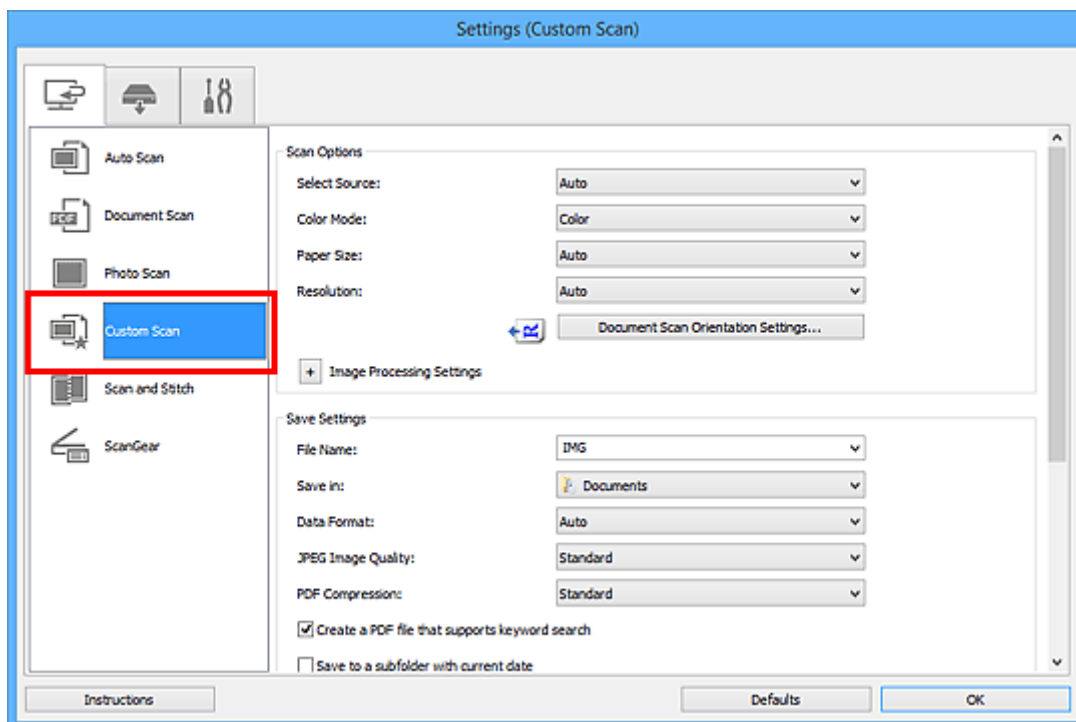 Settings (Custom Scan)
Auto Scan
PDF
Document Scan
Photo Scan
Custom Scan
Scan and Stitch
ScanGear
Scan Options
Select Source: Auto
Color Mode: Color
Paper Size: Auto
Resolution: Auto
R Document Scan Orientation Settings...
+ Image Processing Settings
Save Settings
File Name: IMG
Save in: Documents
Data Format: Auto
JPEG Image Quality: Standard
PDF Compression: Standard
Create a PDF file that supports keyword search
Save to a subfolder with current date
Instructions Defaults OK